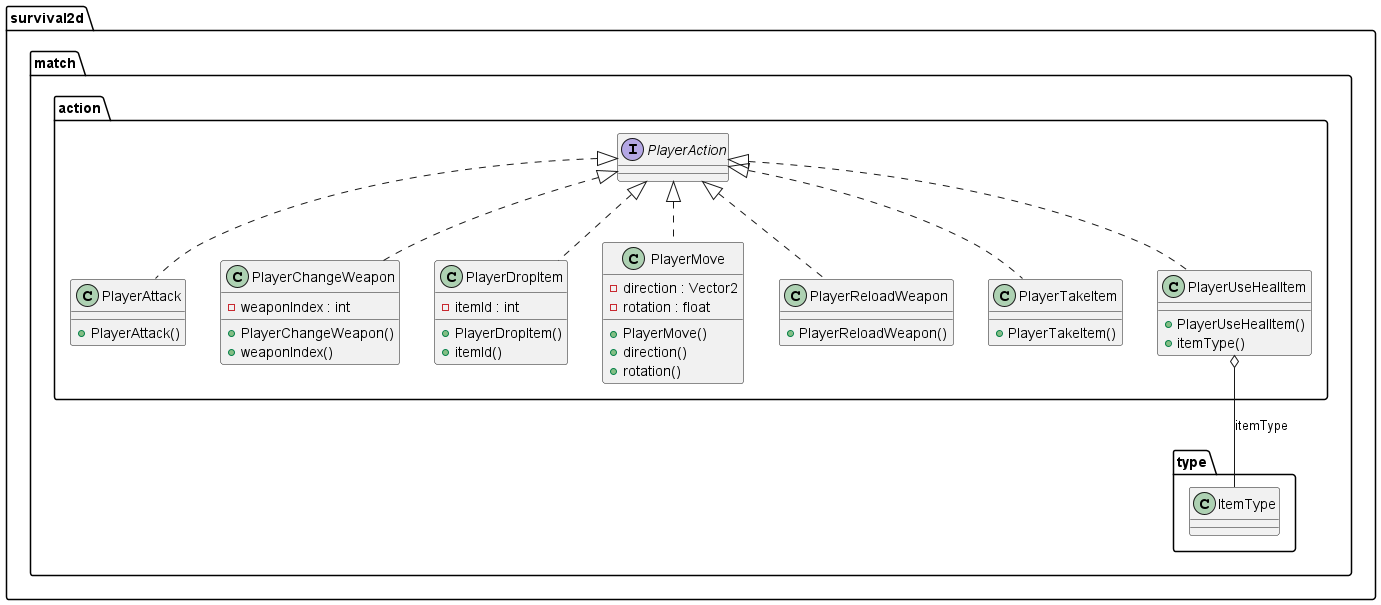 survival2d
match
action
I PlayerAction
C PlayerAttack
PlayerAttack()
C PlayerChangeWeapon
weaponIndex : int
PlayerChangeWeapon()
weaponIndex()
C PlayerDropItem
itemId : int
PlayerDropItem()
itemId()
C PlayerMove
direction : Vector2
rotation : float
PlayerMove()
direction()
rotation()
C PlayerReloadWeapon
PlayerReloadWeapon()
C PlayerTakeItem
PlayerTakeItem()
C PlayerUseHealItem
PlayerUseHealItem()
itemType()
itemType
type
C ItemType